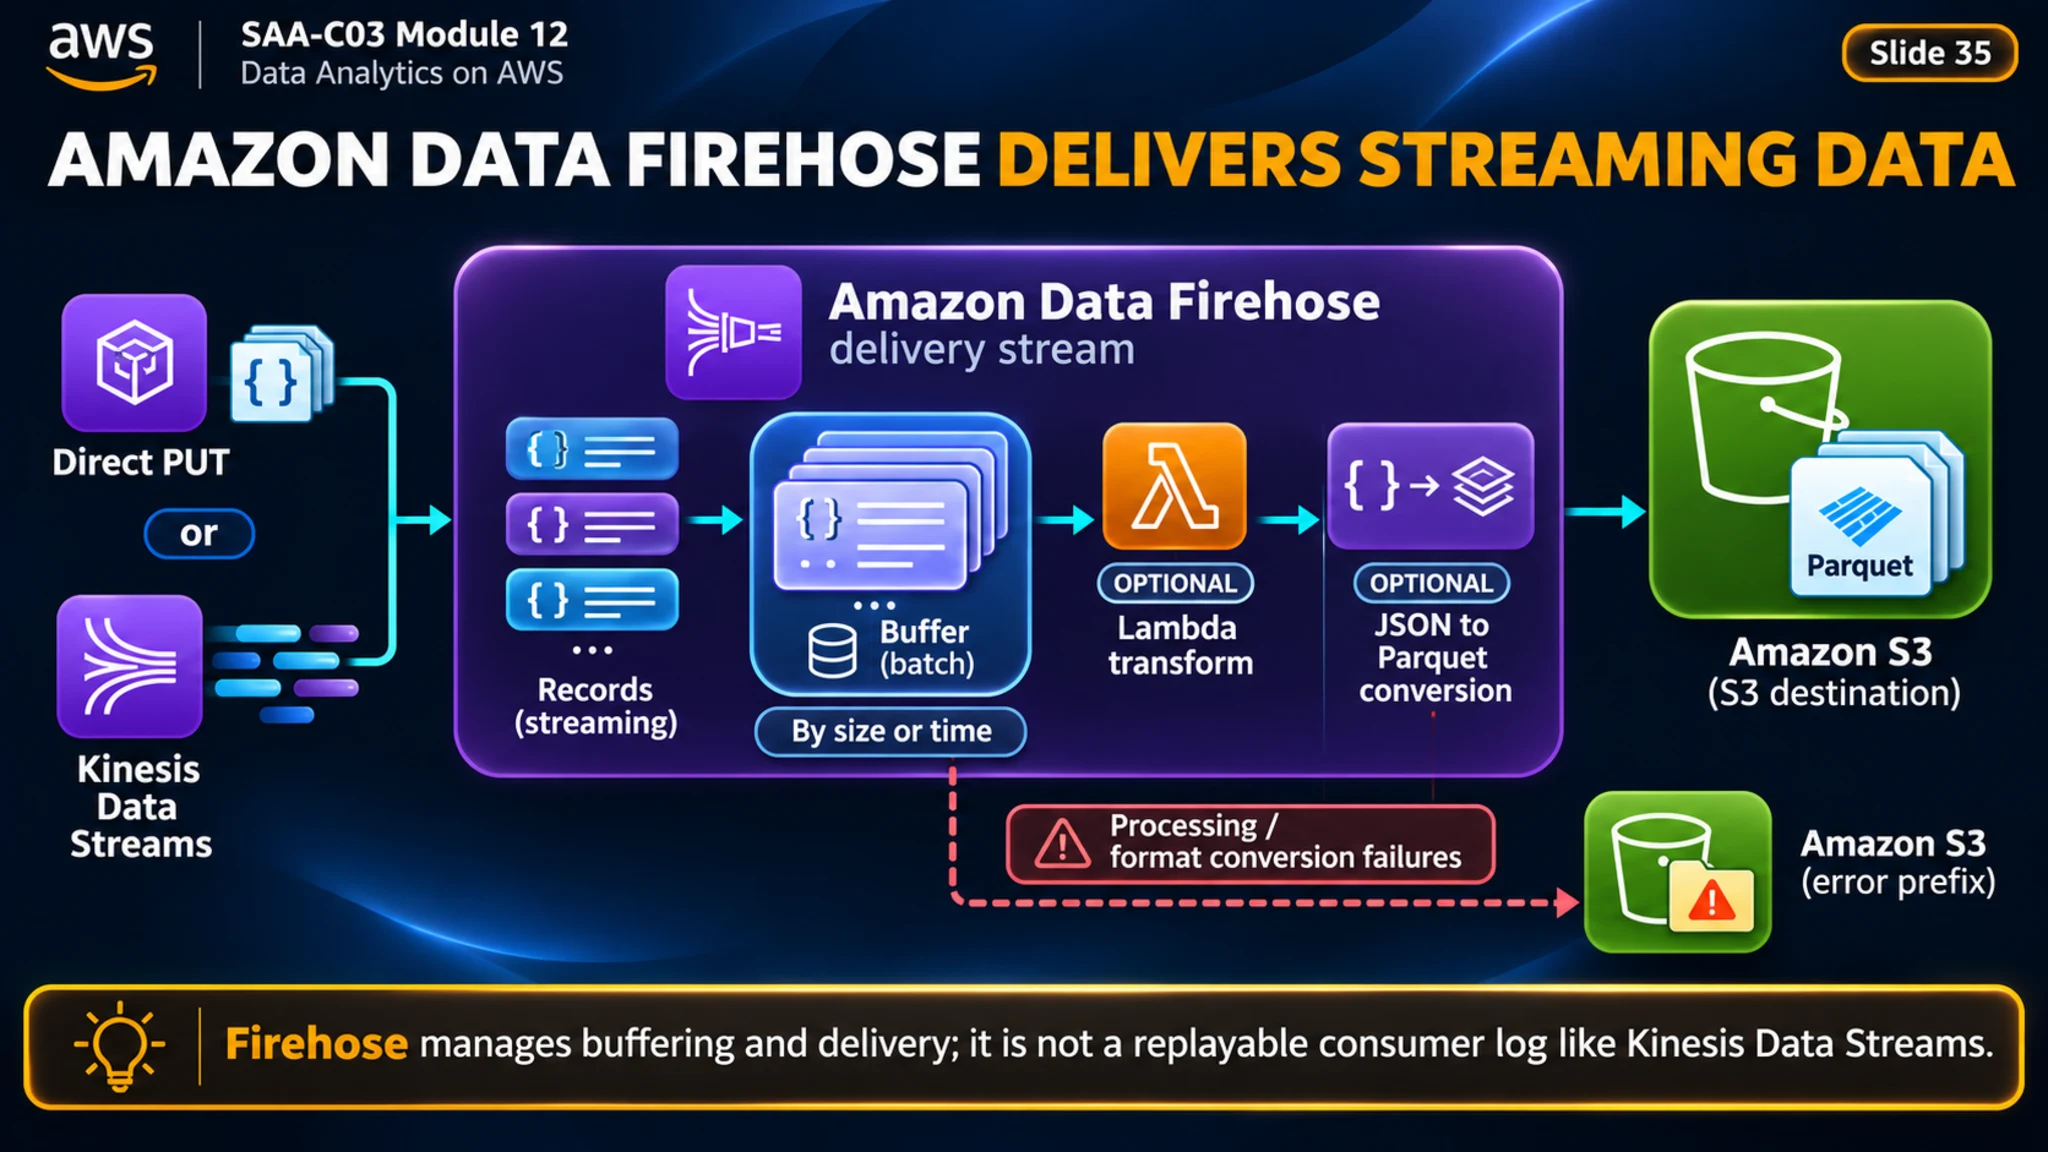 aws
SAA-C03 Module 12
Data Analytics on AWS
Slide 35
AMAZON DATA FIREHOSE DELIVERS STREAMING DATA
Direct PUT
or
Kinesis
Data
Streams
Amazon Data Firehose
delivery stream
Records
(streaming)
Buffer
(batch)
By size or time
OPTIONAL
Lambda
transform
OPTIONAL
JSON to
Parquet
conversion
Parquet
Amazon S3
(S3 destination)
Processing /
format conversion failures
Amazon S3
(error prefix)
Firehose manages buffering and delivery; it is not a replayable consumer log like Kinesis Data Streams.